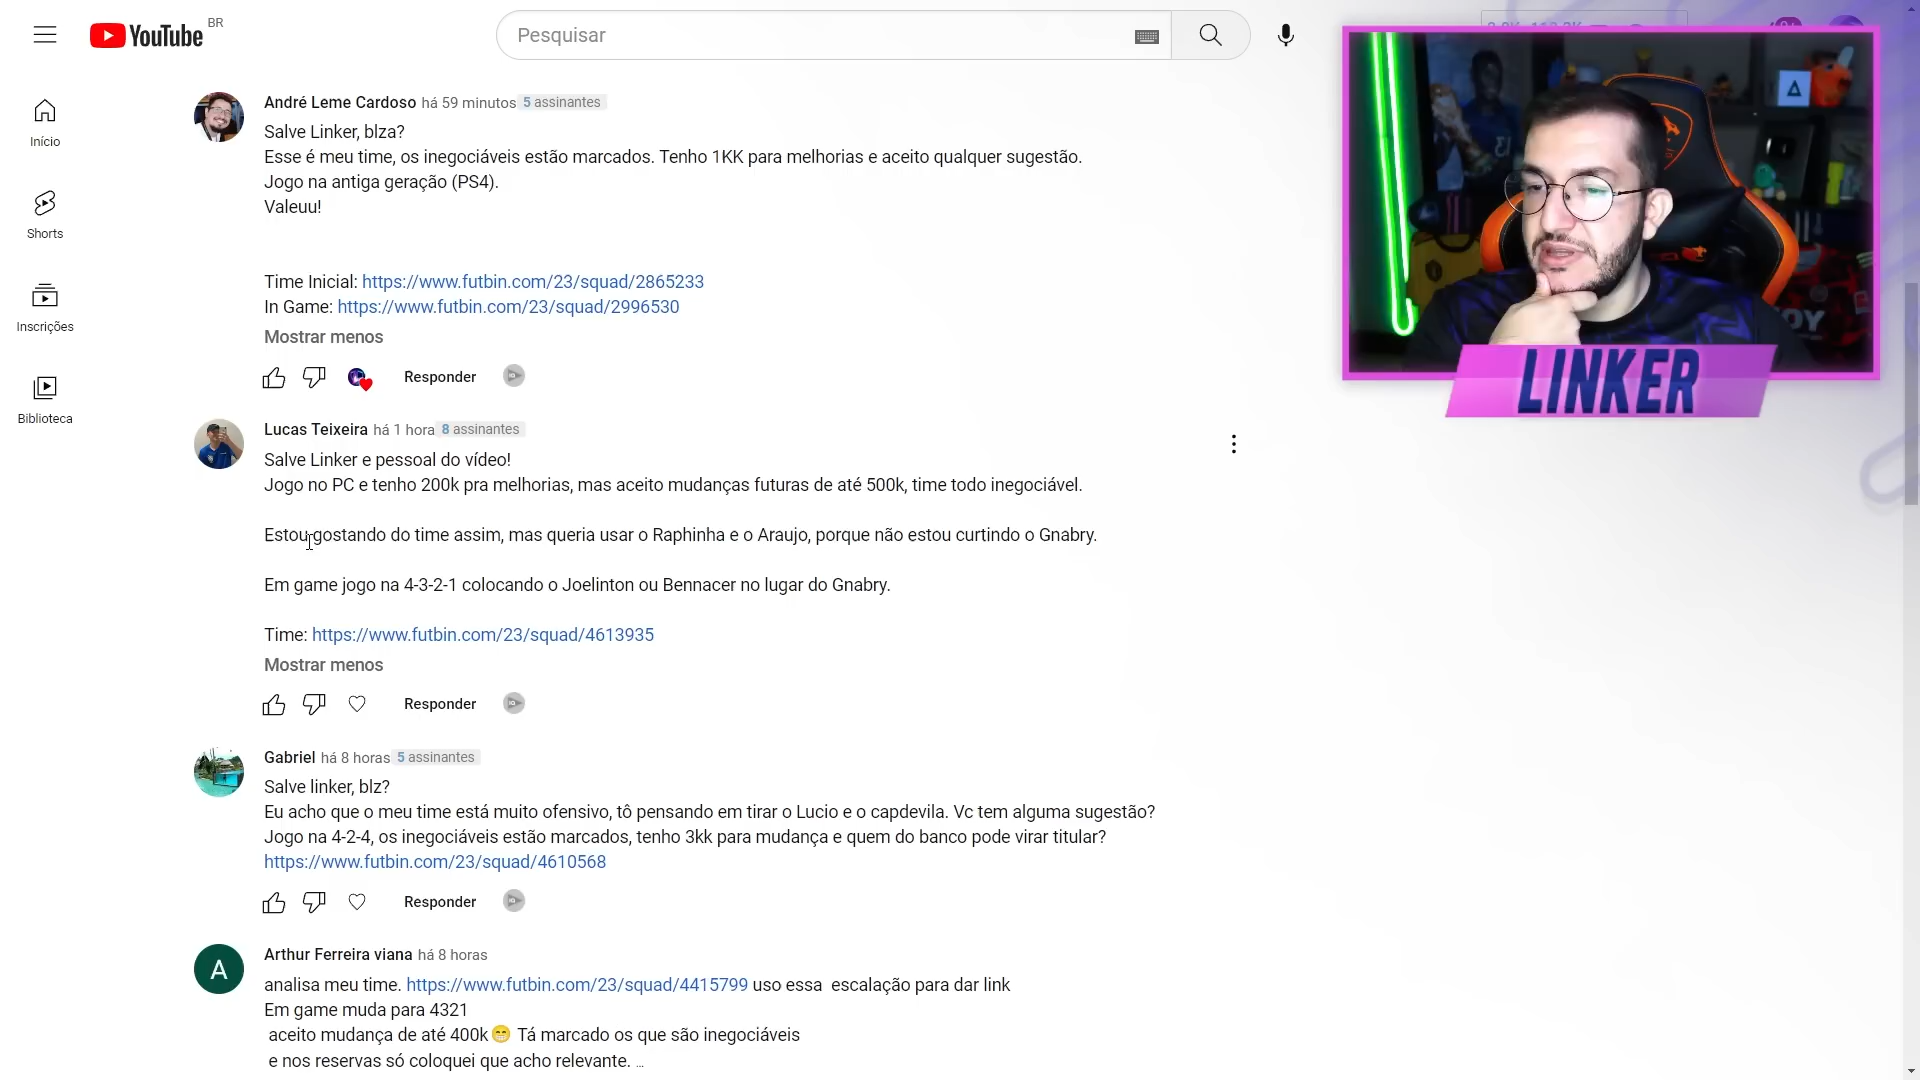 YouTube BR
Pesquisar
Início
Shorts
Inscrições
Biblioteca
André Leme Cardoso há 59 minutos 5 assinantes
Salve Linker, blza?
Esse é meu time, os inegociáveis estão marcados. Tenho 1KK para melhorias e aceito qualquer sugestão.
Jogo na antiga geração (PS4).
Valeuu!
Time Inicial: https://www.futbin.com/23/squad/2865233
In Game: https://www.futbin.com/23/squad/2996530
Mostrar menos
Responder
Lucas Teixeira há 1 hora 8 assinantes
Salve Linker e pessoal do vídeo!
Jogo no PC e tenho 200k pra melhorias, mas aceito mudanças futuras de até 500k, time todo inegociável.
Estou gostando do time assim, mas queria usar o Raphinha e o Araujo, porque não estou curtindo o Gnabry.
Em game jogo na 4-3-2-1 colocando o Joelinton ou Bennacer no lugar do Gnabry.
Time: https://www.futbin.com/23/squad/4613935
Mostrar menos
Responder
Gabriel há 8 horas 5 assinantes
Salve linker, blz?
Eu acho que o meu time está muito ofensivo, tô pensando em tirar o Lucio e o capdevila. Vc tem alguma sugestão?
Jogo na 4-2-4, os inegociáveis estão marcados, tenho 3kk para mudança e quem do banco pode virar titular?
https://www.futbin.com/23/squad/4610568
Responder
A
Arthur Ferreira viana há 8 horas
analisa meu time. https://www.futbin.com/23/squad/4415799 uso essa escalação para dar link
Em game muda para 4321
aceito mudança de até 400k😁 Tá marcado os que são inegociáveis
e nos reservas só coloquei que acho relevante. ...
LINKER